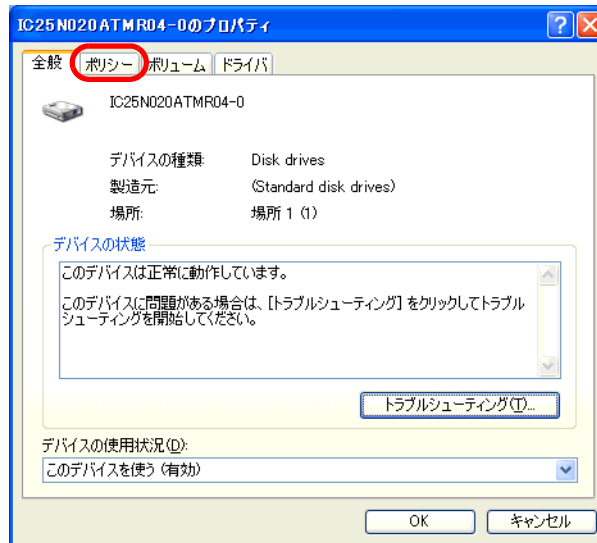 IC25N020ATMR04-0のプロパティ
全般 ポリシー ボリューム ドライバ
IC25N020ATMR04-0
デバイスの種類: Disk drives
製造元: (Standard disk drives)
場所: 場所 1 (1)
デバイスの状態
このデバイスは正常に動作しています。
このデバイスに問題がある場合は、[トラブルシューティング] をクリックしてトラブル
シューティングを開始してください。
トラブルシューティング(T)...
デバイスの使用状況(D):
このデバイスを使う (有効)
OK キャンセル